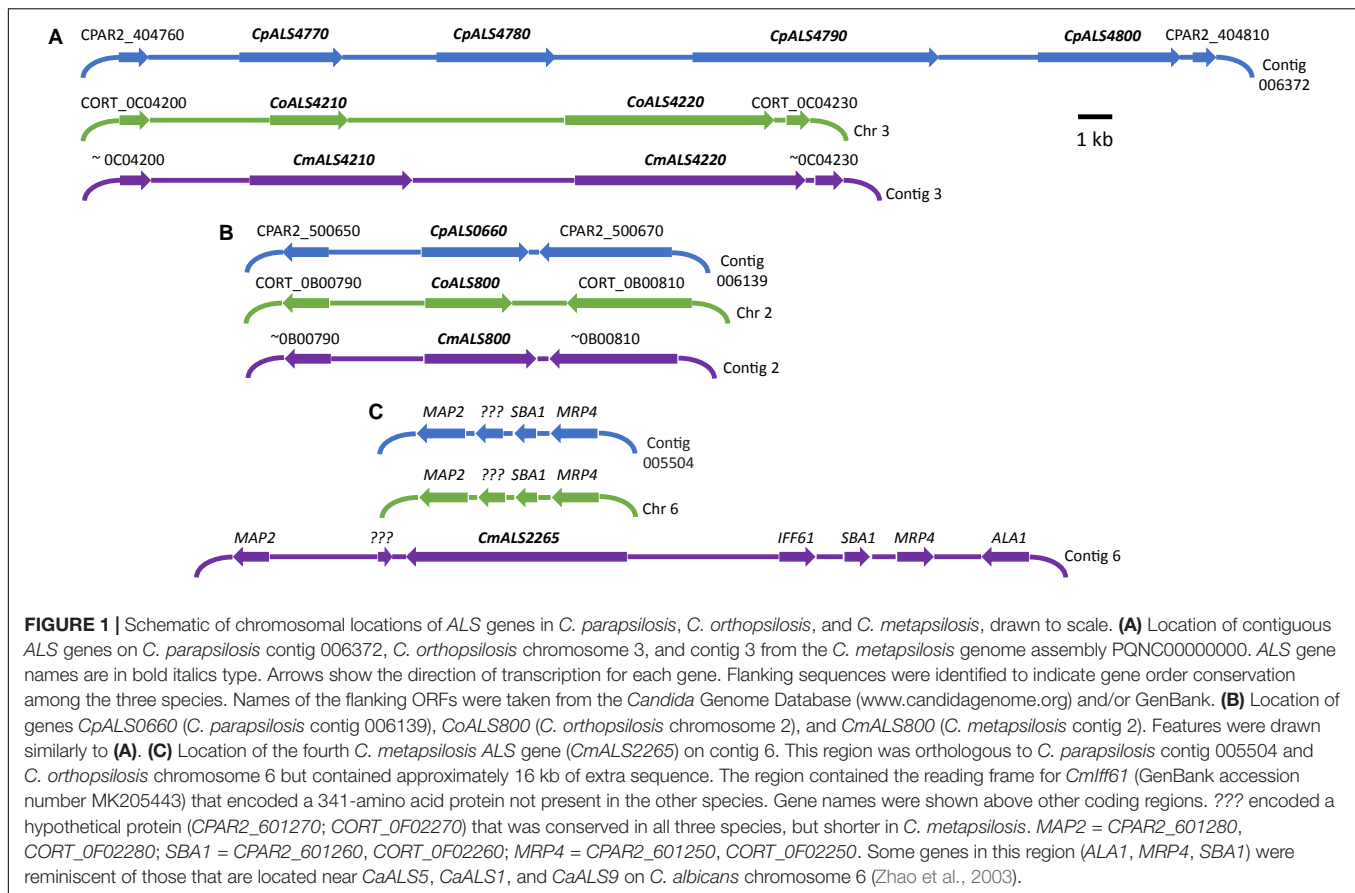 A
CPAR2_404760 CpALS4770 CpALS4780 CpALS4790 CpALS4800 CPAR2_404810
Contig
006372
CORT_0C04200 CoALS4210 CoALS4220 CORT_0C04230
Chr 3
1 kb
~ 0C04200 CmALS4210 CmALS4220 ~0C04230
Contig 3
B
CPAR2_500650 CpALS0660 CPAR2_500670
Contig
006139
CORT_0B00790 CoALS800 CORT_0B00810
Chr 2
~0B00790 CmALS800 ~0B00810
Contig 2
C
MAP2 ??? SBA1 MRP4
Contig
005504
MAP2 ??? SBA1 MRP4
Chr 6
MAP2 ??? CmALS2265 IFF61 SBA1 MRP4 ALA1
Contig 6
FIGURE 1 | Schematic of chromosomal locations of ALS genes in C. parapsilosis, C. orthopsilosis, and C. metapsilosis, drawn to scale. (A) Location of contiguous
ALS genes on C. parapsilosis contig 006372, C. orthopsilosis chromosome 3, and contig 3 from the C. metapsilosis genome assembly PQNC00000000. ALS gene
names are in bold italics type. Arrows show the direction of transcription for each gene. Flanking sequences were identified to indicate gene order conservation
among the three species. Names of the flanking ORFs were taken from the Candida Genome Database (www.candidagenome.org) and/or GenBank. (B) Location of
genes CpALS0660 (C. parapsilosis contig 006139), CoALS800 (C. orthopsilosis chromosome 2), and CmALS800 (C. metapsilosis contig 2). Features were drawn
similarly to (A). (C) Location of the fourth C. metapsilosis ALS gene (CmALS2265) on contig 6. This region was orthologous to C. parapsilosis contig 005504 and
C. orthopsilosis chromosome 6 but contained approximately 16 kb of extra sequence. The region contained the reading frame for CmIff61 (GenBank accession
number MK205443) that encoded a 341-amino acid protein not present in the other species. Gene names were shown above other coding regions. ??? encoded a
hypothetical protein (CPAR2_601270; CORT_0F02270) that was conserved in all three species, but shorter in C. metapsilosis. MAP2 = CPAR2_601280,
CORT_0F02280; SBA1 = CPAR2_601260, CORT_0F02260; MRP4 = CPAR2_601250, CORT_0F02250. Some genes in this region (ALA1, MRP4, SBA1) were
reminiscent of those that are located near CaALS5, CaALS1, and CaALS9 on C. albicans chromosome 6 (Zhao et al., 2003).